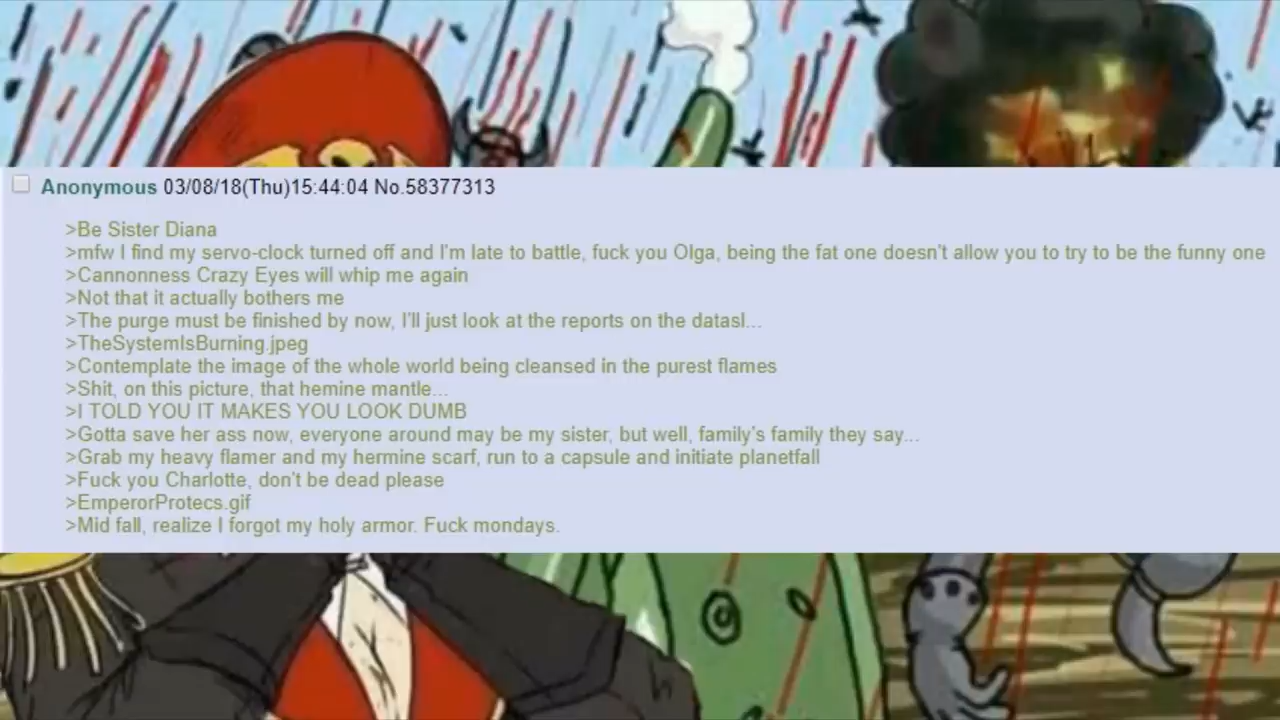 Anonymous 03/08/18(Thu)15:44:04 No.58377313
>Be Sister Diana
>mfw I find my servo-clock turned off and I'm late to battle, fuck you Olga, being the fat one doesn't allow you to try to be the funny one
>Cannonness Crazy Eyes will whip me again
>Not that it actually bothers me
>The purge must be finished by now, I'll just look at the reports on the datasl...
>TheSystemIsBurning.jpeg
>Contemplate the image of the whole world being cleansed in the purest flames
>Shit, on this picture, that hemine mantle...
>I TOLD YOU IT MAKES YOU LOOK DUMB
>Gotta save her ass now, everyone around may be my sister, but well, family's family they say...
>Grab my heavy flamer and my hermine scarf, run to a capsule and initiate planetfall
>Fuck you Charlotte, don't be dead please
>EmperorProtecs.gif
>Mid fall, realize I forgot my holy armor. Fuck mondays.